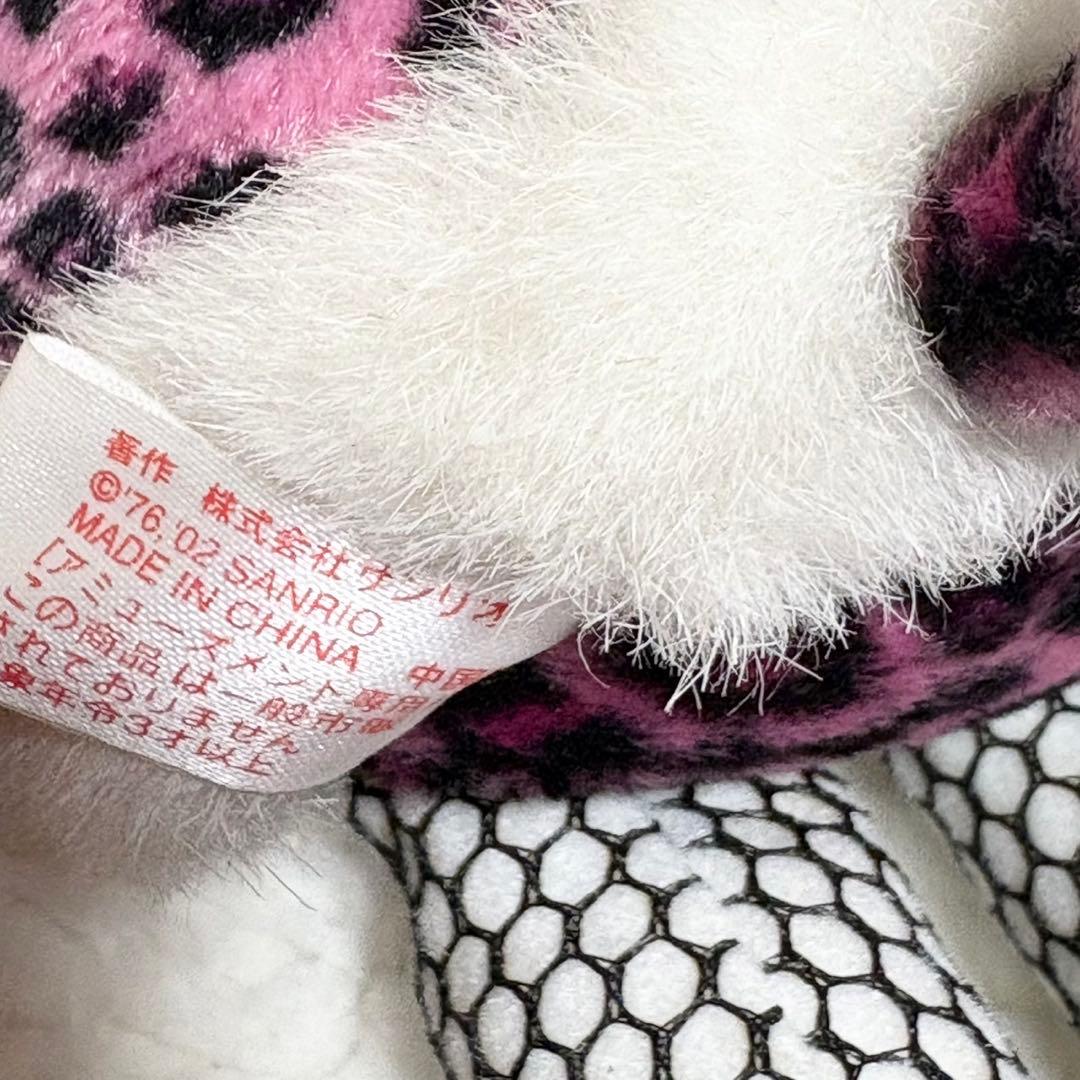 著作 株式会社サンリオ
©'76,'02 SANRIO
MADE IN CHINA 中国
[アミューズメント専用
この商品は一般市場
されておりません
象年令3才以上